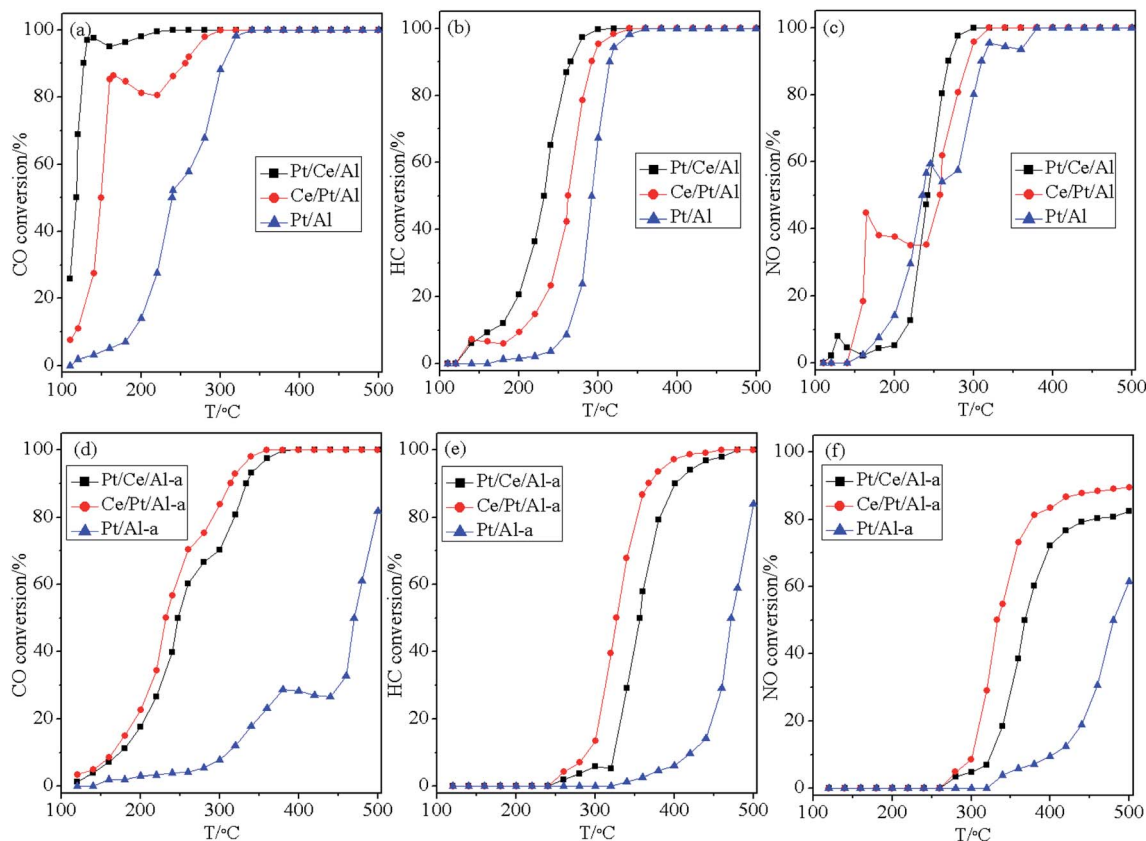 (a)
100
80
60
40
20
0
CO conversion/%
Pt/Ce/Al
Ce/Pt/Al
Pt/Al
100 200 300 400 500
T/°C
(b)
100
80
60
40
20
0
HC conversion/%
Pt/Ce/Al
Ce/Pt/Al
Pt/Al
100 200 300 400 500
T/°C
(c)
100
80
60
40
20
0
NO conversion/%
Pt/Ce/Al
Ce/Pt/Al
Pt/Al
100 200 300 400 500
T/°C
(d)
100
80
60
40
20
0
CO conversion/%
Pt/Ce/Al-a
Ce/Pt/Al-a
Pt/Al-a
100 200 300 400 500
T/°C
(e)
100
80
60
40
20
0
HC conversion/%
Pt/Ce/Al-a
Ce/Pt/Al-a
Pt/Al-a
100 200 300 400 500
T/°C
(f)
100
80
60
40
20
0
NO conversion/%
Pt/Ce/Al-a
Ce/Pt/Al-a
Pt/Al-a
100 200 300 400 500
T/°C